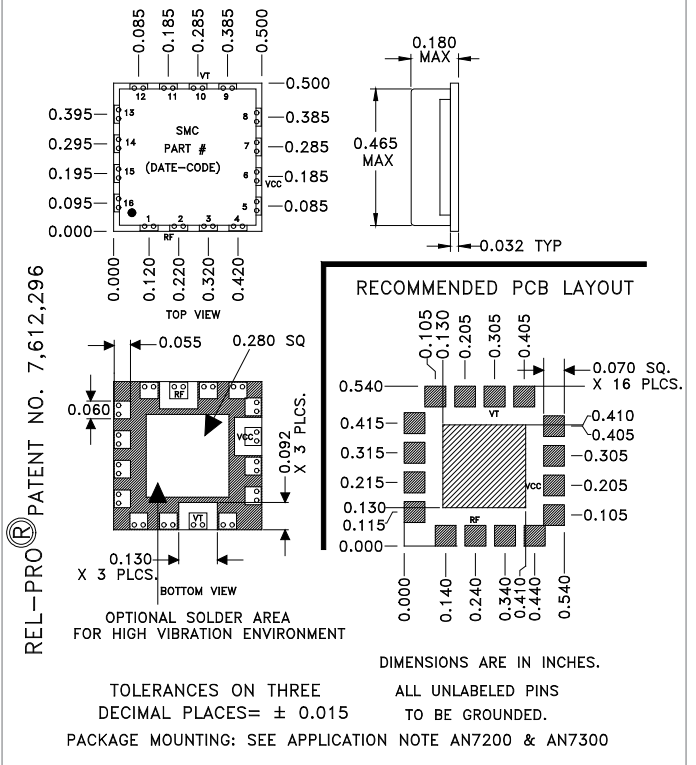 0.085
0.185
0.285
0.385
0.500
VT
12 11 10 9
0.500
0.395
13
8
0.385
SMC
0.295
14
PART #
7
0.285
(DATE-CODE)
0.195
15
6
0.185
VCC
0.095
16
5
0.085
1 2 3 4
0.000
RF
0.000
0.120
0.220
0.320
0.420
TOP VIEW
0.180
MAX
0.465
MAX
0.032 TYP
REL-PRO® PATENT NO. 7,612,296
0.055
0.280 SQ
RF
0.060
VCC
0.092
X 3 PLCS.
VT
0.130
X 3 PLCS.
BOTTOM VIEW
OPTIONAL SOLDER AREA
FOR HIGH VIBRATION ENVIRONMENT
RECOMMENDED PCB LAYOUT
0.105
0.130
0.205
0.305
0.405
0.070 SQ.
X 16 PLCS.
0.540
VT
0.415
0.410
0.405
0.315
0.305
0.215
VCC
0.205
0.130
0.115
RF
0.105
0.000
0.000
0.140
0.240
0.340
0.410
0.440
0.540
DIMENSIONS ARE IN INCHES.
TOLERANCES ON THREE
DECIMAL PLACES= ± 0.015
ALL UNLABELED PINS
TO BE GROUNDED.
PACKAGE MOUNTING: SEE APPLICATION NOTE AN7200 & AN7300